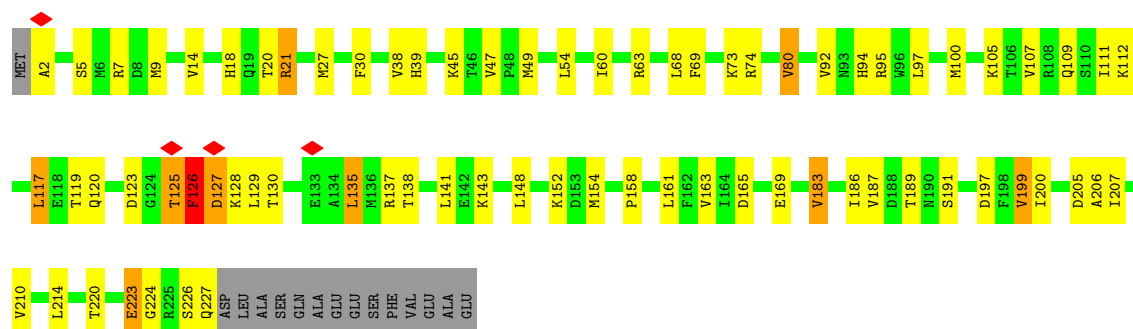 MET A2 S5 M6 R7 D8 M9 V14 H18 Q19 T20 R21 M27 F30 V38 H39 K45 T46 V47 P48 M49 L54 I60 R63 L68 F69 K73 R74 V80 V92 N93 H94 R95 W96 L97 M100 K105 T106 V107 R108 Q109 S110 I111 K112
L117 E118 T119 Q120 D123 G124 T125 F126 D127 K128 L129 T130 E133 A134 L135 M136 R137 T138 L141 E142 K143 L148 K152 D153 M154 P158 L161 F162 V163 I164 D165 E169 V183 I186 V187 D188 T189 N190 S191 D197 F198 V199 I200 D205 A206 I207
V210 L214 T220 E223 G224 R225 S226 Q227 ASP LEU ALA SER GLN ALA GLU GLU SER PHE VAL GLU ALA GLU